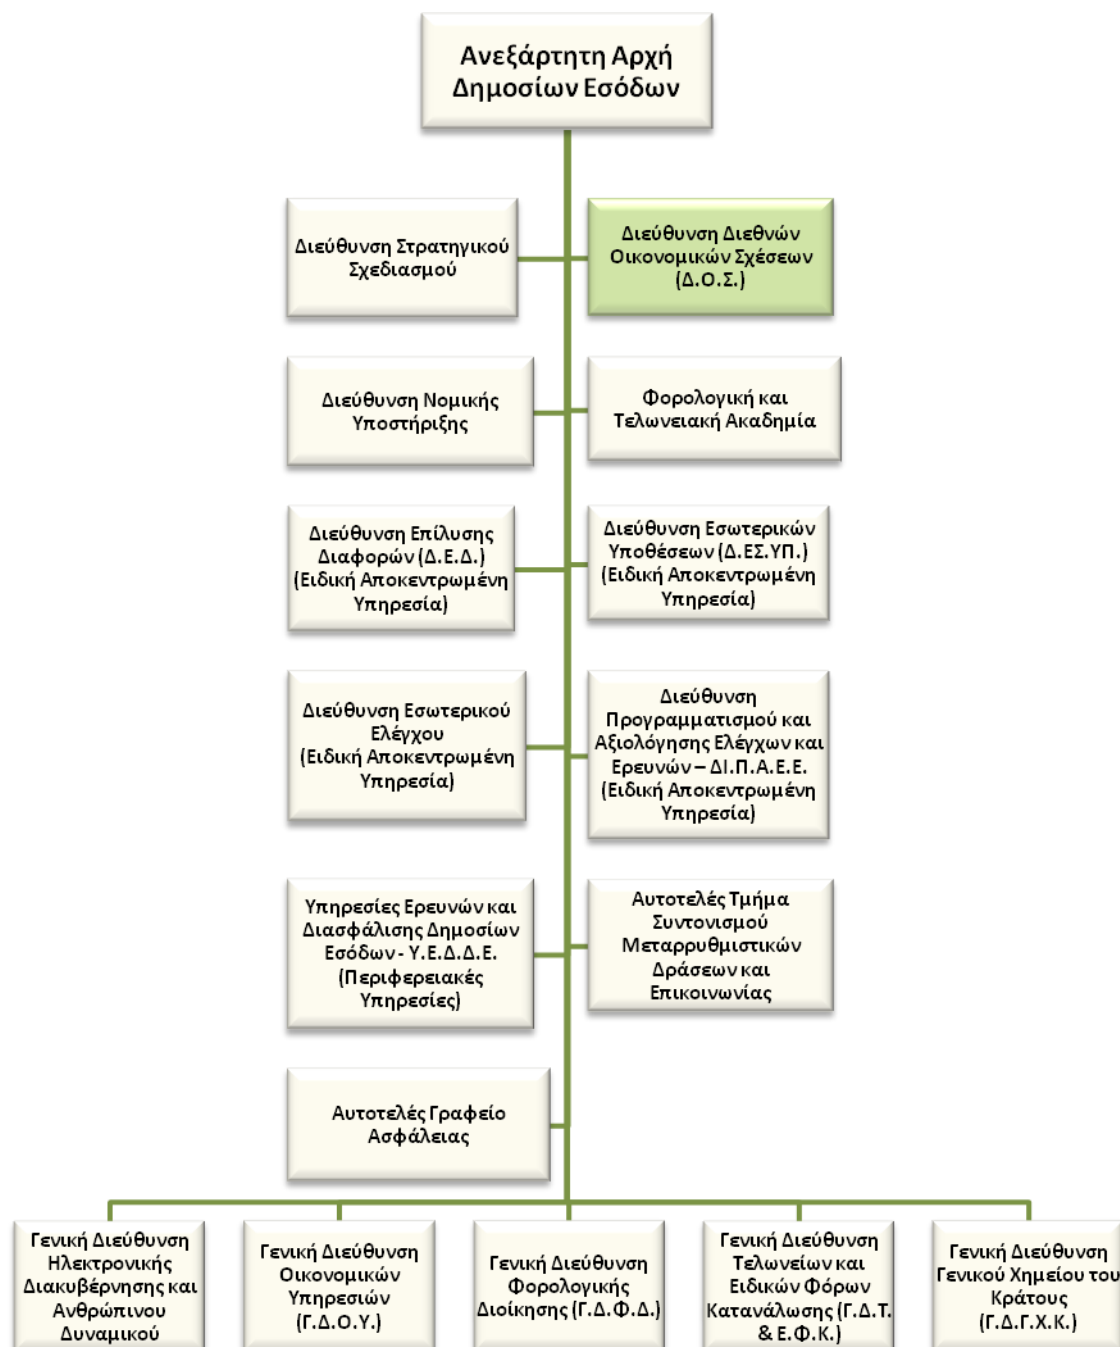 Ανεξάρτητη Αρχή
Δημοσίων Εσόδων
Διεύθυνση Στρατηγικού
Σχεδιασμού
Διεύθυνση Διεθνών
Οικονομικών Σχέσεων
(Δ.Ο.Σ.)
Διεύθυνση Νομικής
Υποστήριξης
Φορολογική και
Τελωνειακή Ακαδημία
Διεύθυνση Επίλυσης
Διαφορών (Δ.Ε.Δ.)
(Ειδική Αποκεντρωμένη
Υπηρεσία)
Διεύθυνση Εσωτερικών
Υποθέσεων (Δ.ΕΣ.ΥΠ.)
(Ειδική Αποκεντρωμένη
Υπηρεσία)
Διεύθυνση Εσωτερικού
Ελέγχου
(Ειδική Αποκεντρωμένη
Υπηρεσία)
Διεύθυνση
Προγραμματισμού και
Αξιολόγησης Ελέγχων και
Ερευνών – ΔΙ.Π.Α.Ε.Ε.
(Ειδική Αποκεντρωμένη
Υπηρεσία)
Υπηρεσίες Ερευνών και
Διασφάλισης Δημοσίων
Εσόδων - Υ.Ε.Δ.Δ.Ε.
(Περιφερειακές
Υπηρεσίες)
Αυτοτελές Τμήμα
Συντονισμού
Μεταρρυθμιστικών
Δράσεων και
Επικοινωνίας
Αυτοτελές Γραφείο
Ασφάλειας
Γενική Διεύθυνση
Ηλεκτρονικής
Διακυβέρνησης και
Ανθρώπινου
Δυναμικού
Γενική Διεύθυνση
Οικονομικών
Υπηρεσιών
(Γ.Δ.Ο.Υ.)
Γενική Διεύθυνση
Φορολογικής
Διοίκησης (Γ.Δ.Φ.Δ.)
Γενική Διεύθυνση
Τελωνείων και
Ειδικών Φόρων
Κατανάλωσης (Γ.Δ.Τ.
& Ε.Φ.Κ.)
Γενική Διεύθυνση
Γενικού Χημείου του
Κράτους
(Γ.Δ.Γ.Χ.Κ.)